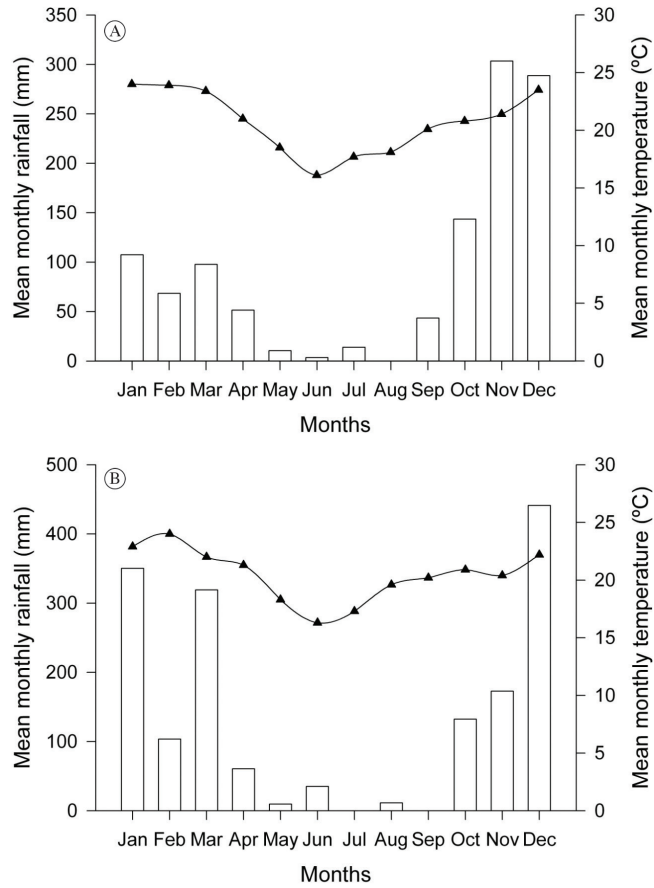 A
350
300
250
200
150
100
50
0
Mean monthly rainfall (mm)
30
25
20
15
10
5
0
Mean monthly temperature (ºC)
Jan Feb Mar Apr May Jun Jul Aug Sep Oct Nov Dec
Months
B
500
400
300
200
100
0
Mean monthly rainfall (mm)
30
25
20
15
10
5
0
Mean monthly temperature (ºC)
Jan Feb Mar Apr May Jun Jul Aug Sep Oct Nov Dec
Months